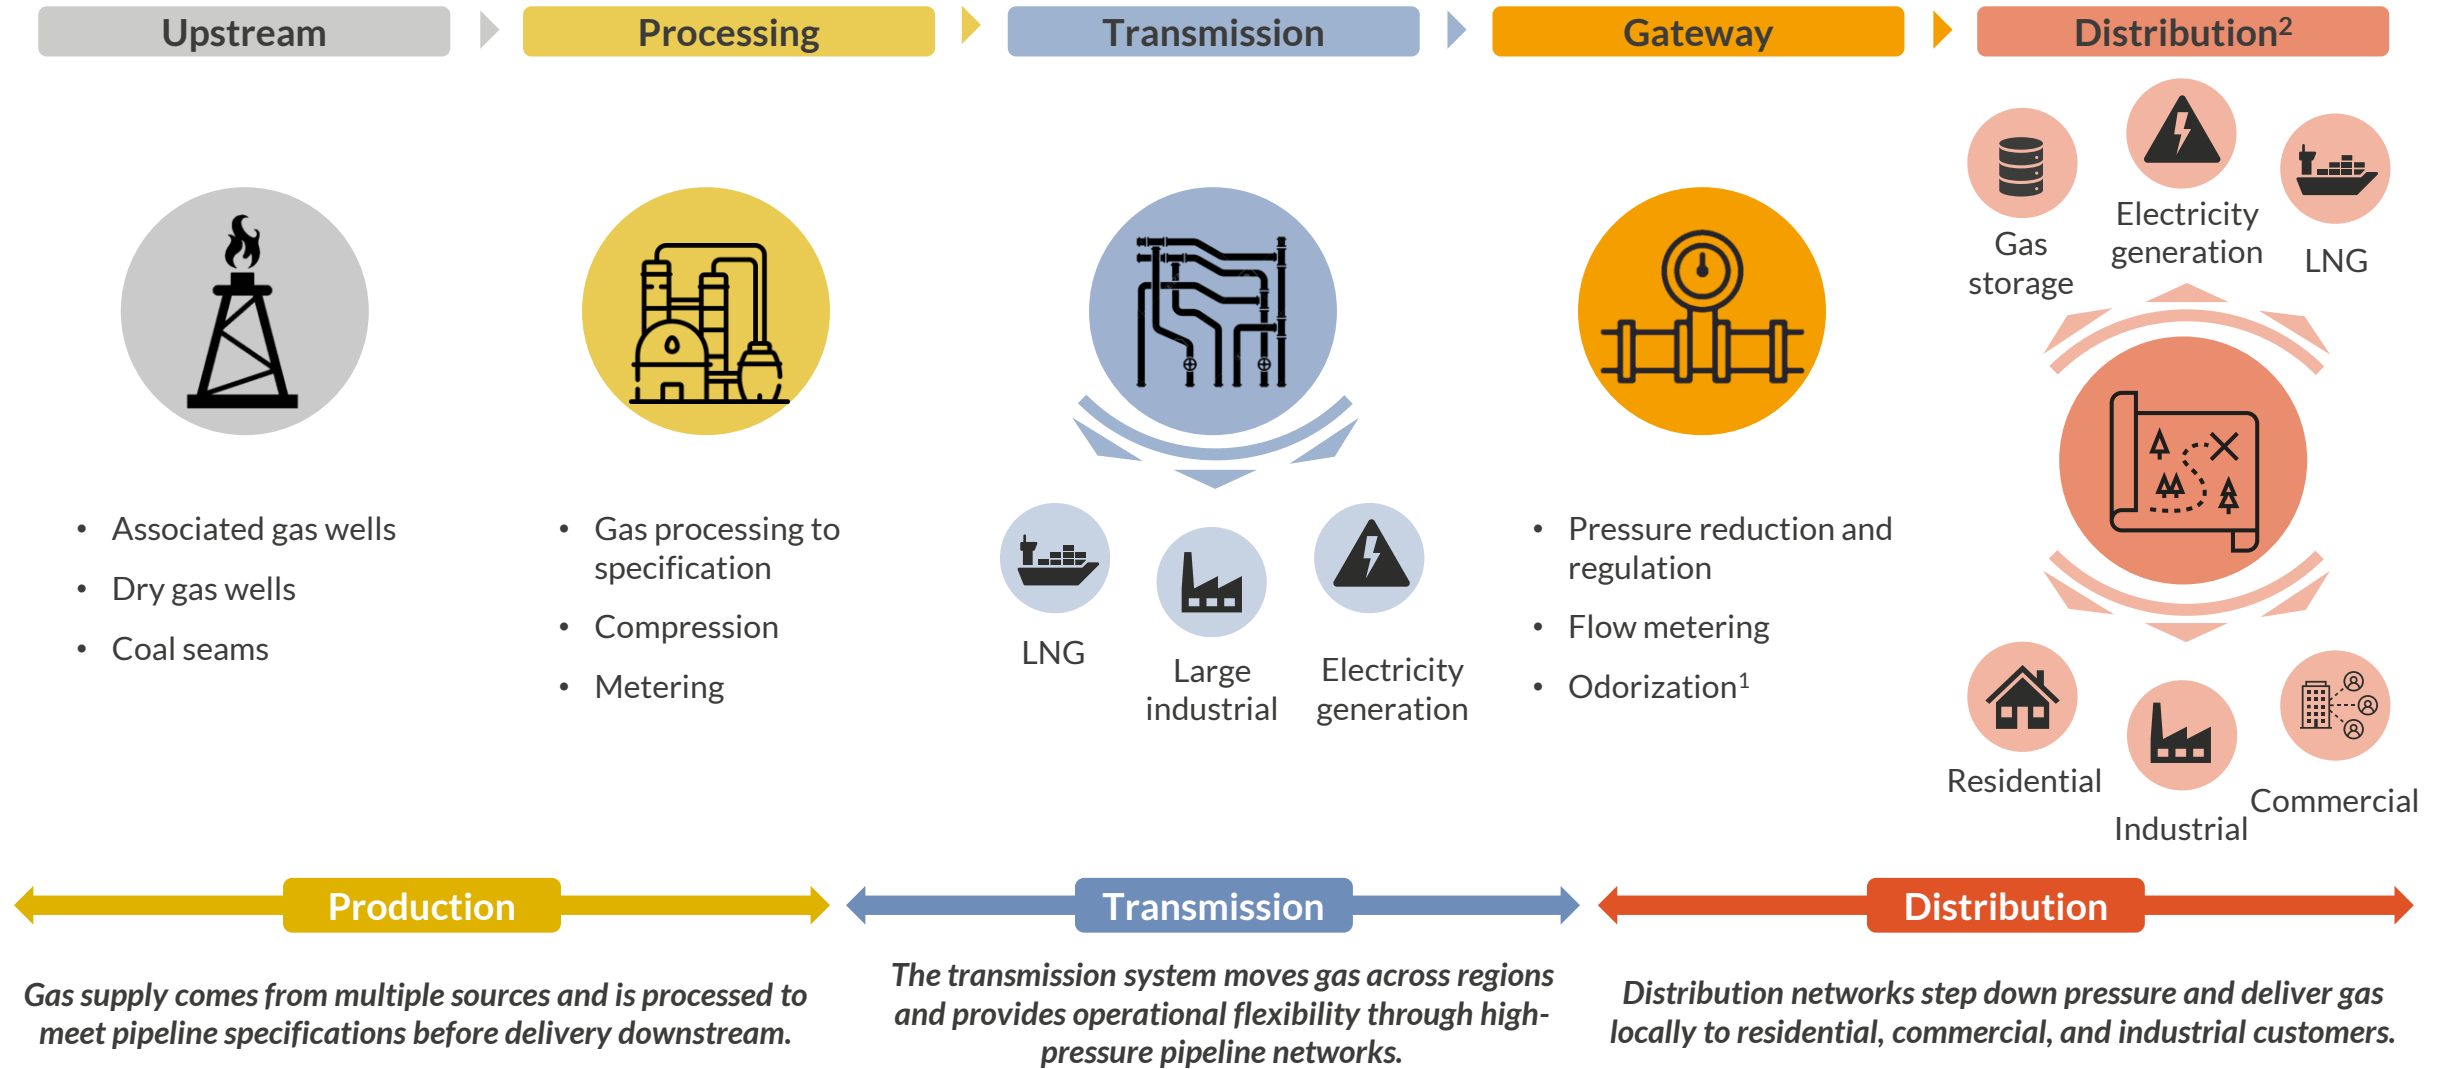 Upstream
Processing
Transmission
Gateway
Distribution²
Gas
storage
Electricity
generation
LNG
• Associated gas wells
• Dry gas wells
• Coal seams
• Gas processing to
specification
• Compression
• Metering
LNG
Large
industrial
Electricity
generation
• Pressure reduction and
regulation
• Flow metering
• Odorization¹
Residential
Industrial
Commercial
Production
Transmission
Distribution
Gas supply comes from multiple sources and is processed to
meet pipeline specifications before delivery downstream.
The transmission system moves gas across regions
and provides operational flexibility through high-
pressure pipeline networks.
Distribution networks step down pressure and deliver gas
locally to residential, commercial, and industrial customers.